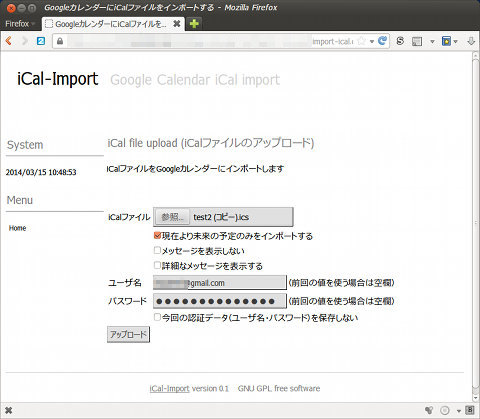 GoogleカレンダーにiCalファイルをインポートする - Mozilla Firefox
Firefox
GoogleカレンダーにiCalファイルを...
import-ical.
iCal-Import Google Calendar iCal import
System
2014/03/15 10:48:53
Menu
Home
iCal file upload (iCalファイルのアップロード)
iCalファイルをGoogleカレンダーにインポートします
iCalファイル 参照... test2 (コピー).ics
現在より未来の予定のみをインポートする
メッセージを表示しない
詳細なメッセージを表示する
ユーザ名 @gmail.com (前回の値を使う場合は空欄)
パスワード ●●●●●●●●●●●●●● (前回の値を使う場合は空欄)
今回の認証データ(ユーザ名・パスワード)を保存しない
アップロード
iCal-Import version 0.1 GNU GPL free software